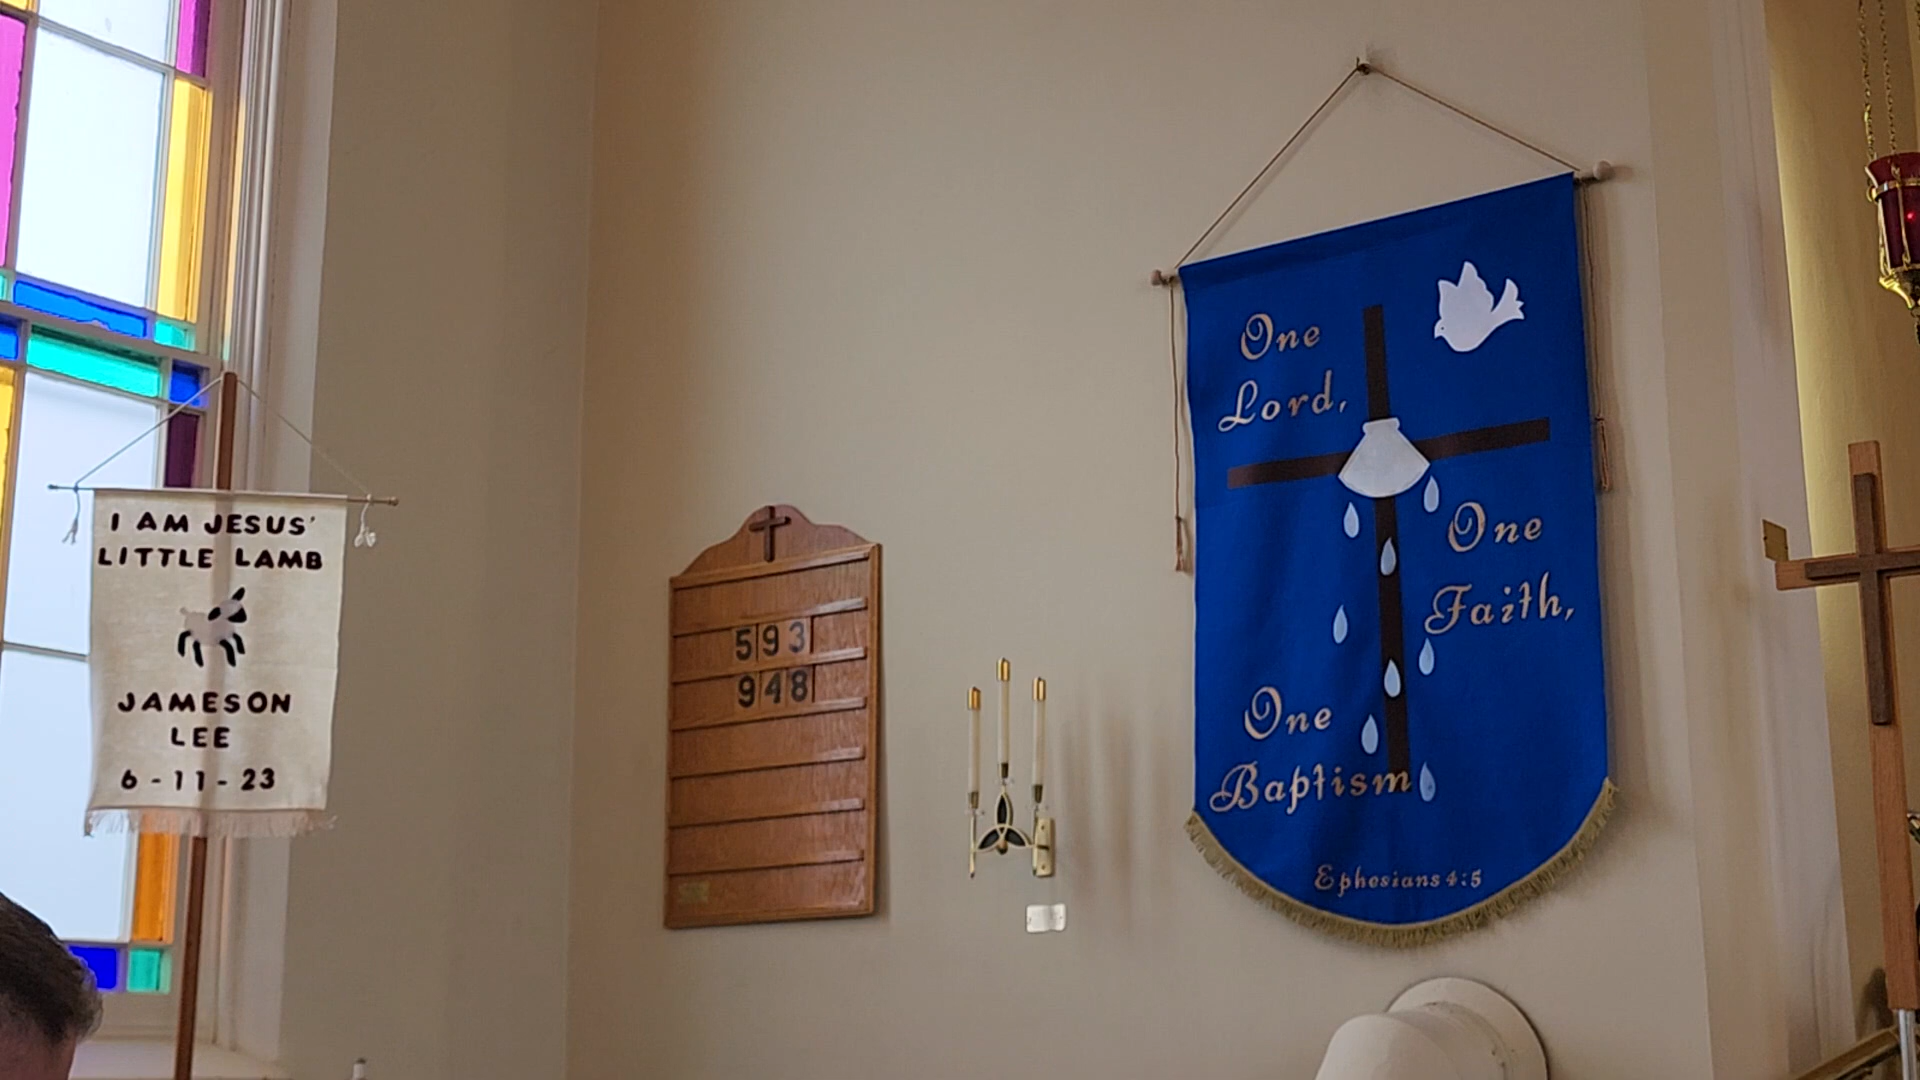 I AM JESUS'
LITTLE LAMB
JAMESON
LEE
6-11-23
593
948
One
Lord,
One
Faith,
One
Baptism
Ephesians 4:5